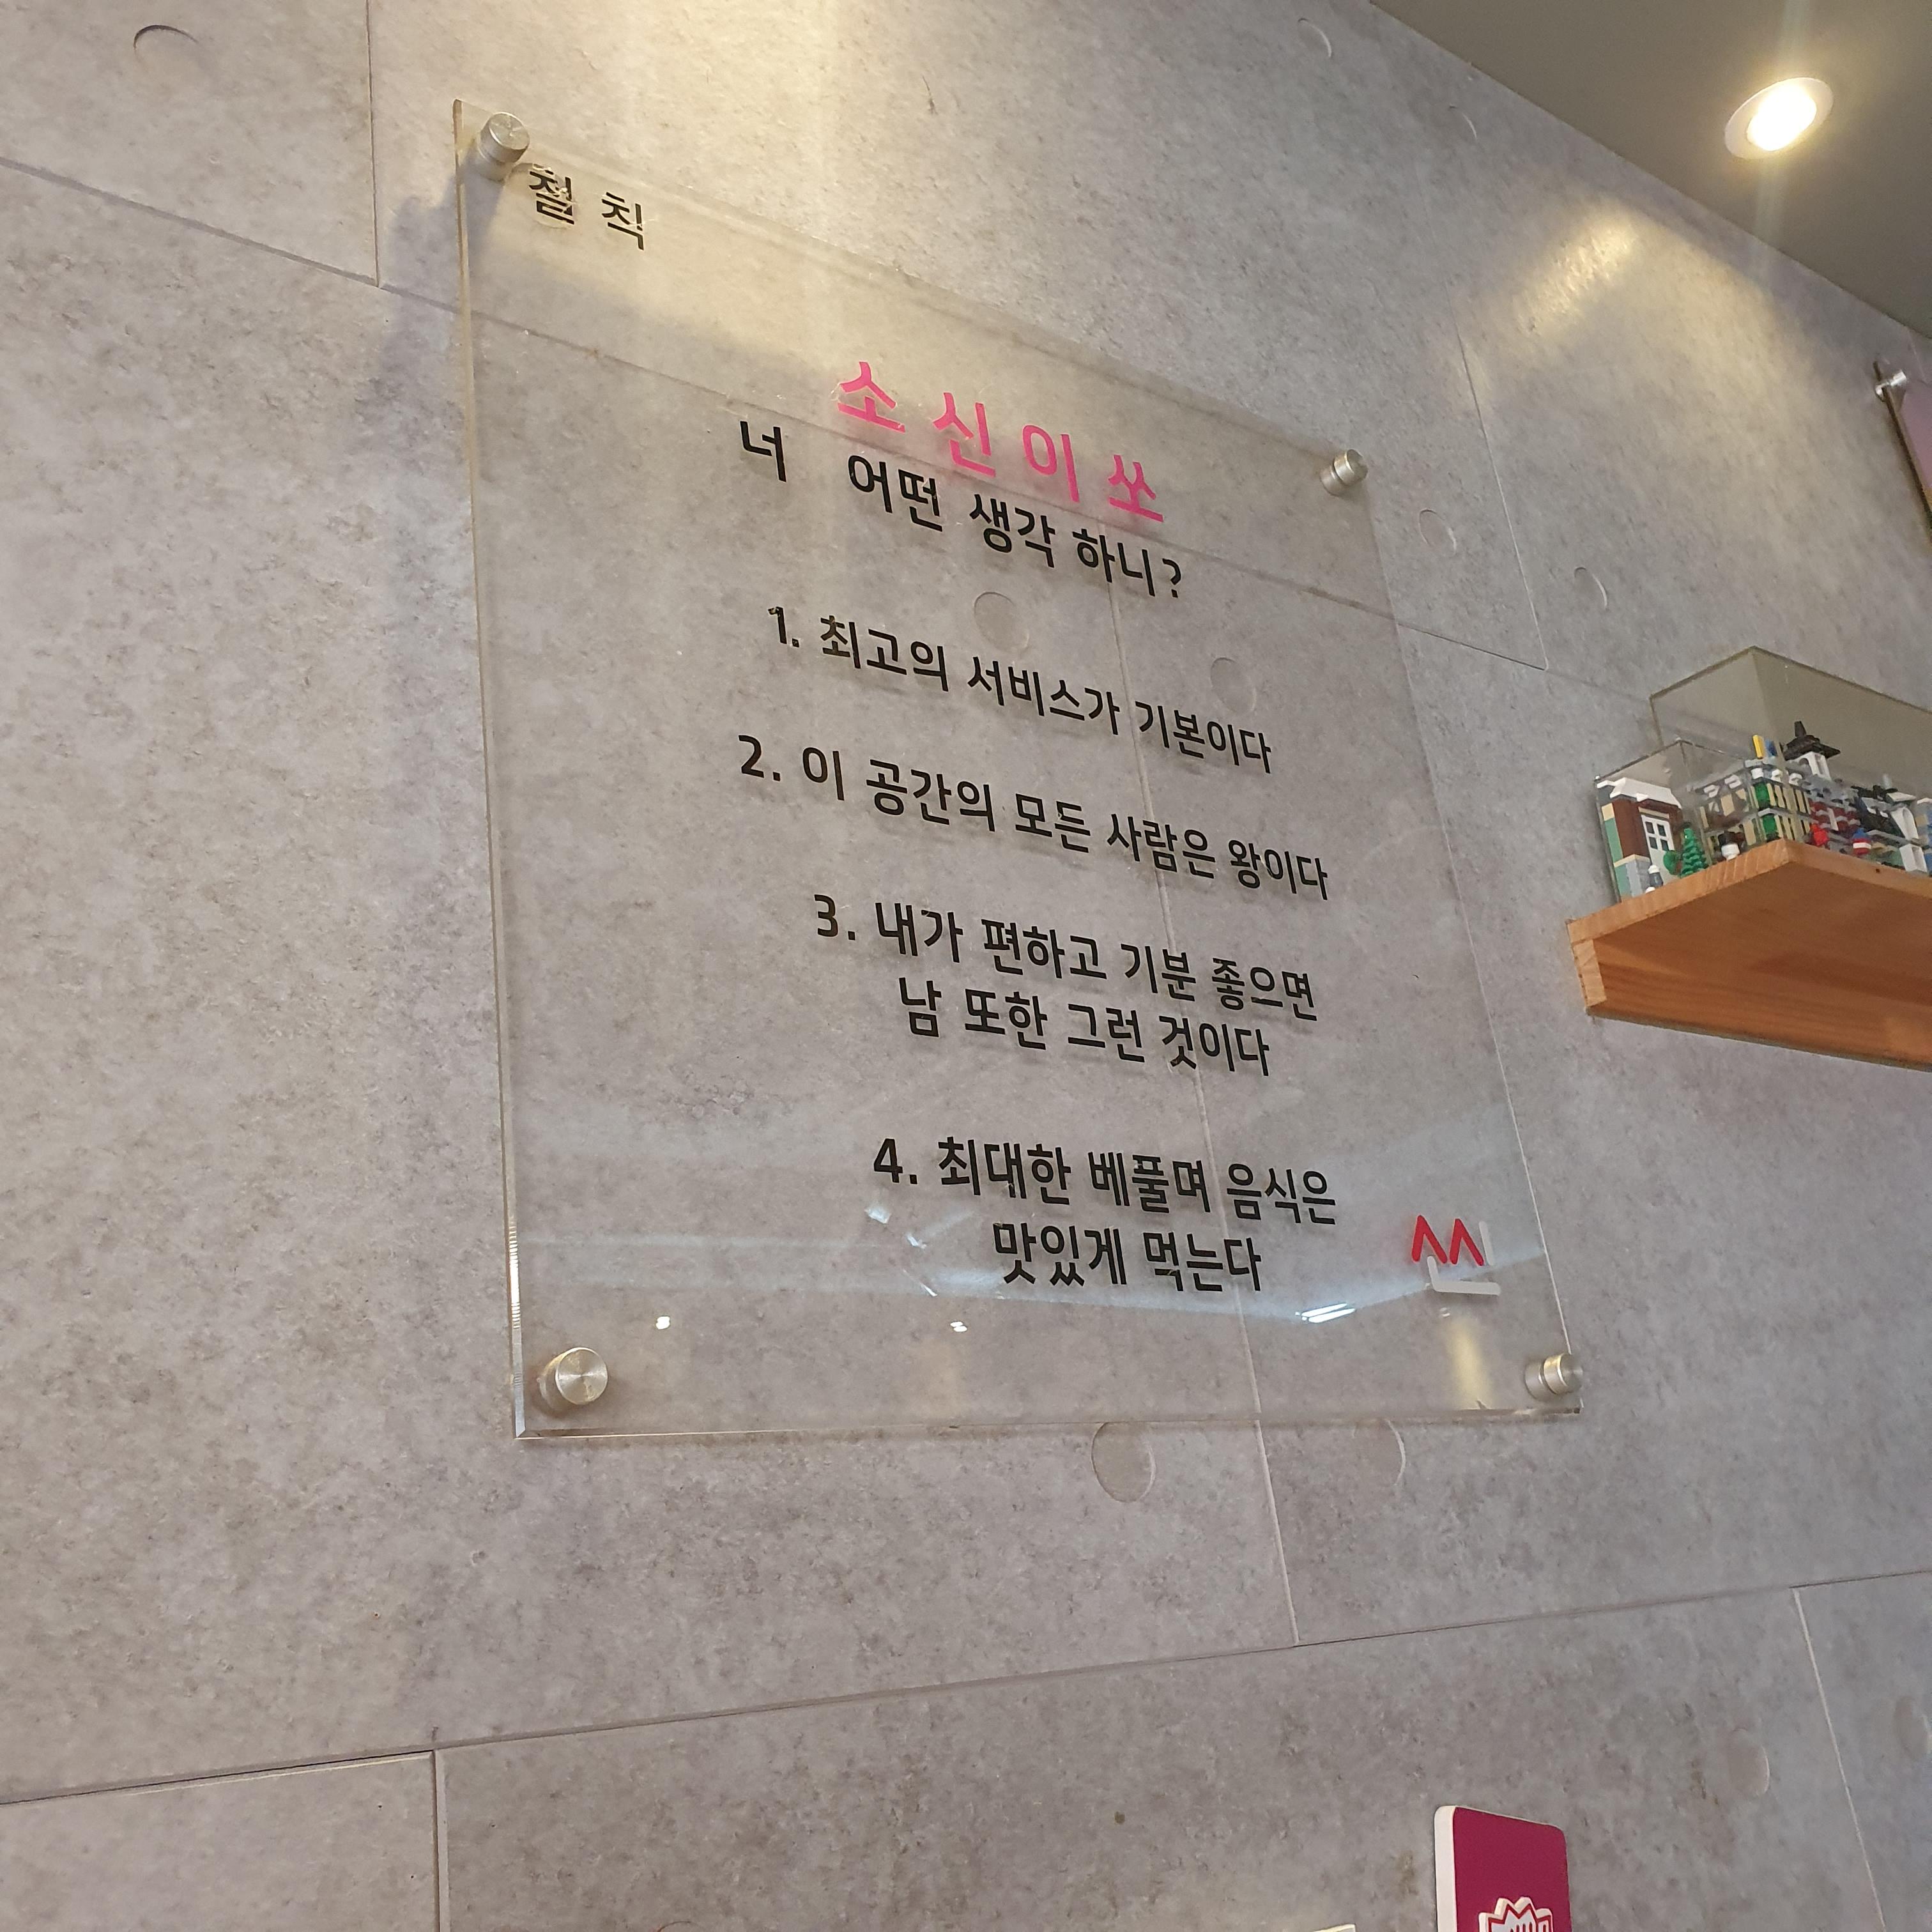 철 칙
소 신 이 쏘
너 어떤 생각 하니?
1. 최고의 서비스가 기본이다
2. 이 공간의 모든 사람은 왕이다
3. 내가 편하고 기분 좋으면
남 또한 그런 것이다
4. 최대한 베풀며 음식은
맛있게 먹는다